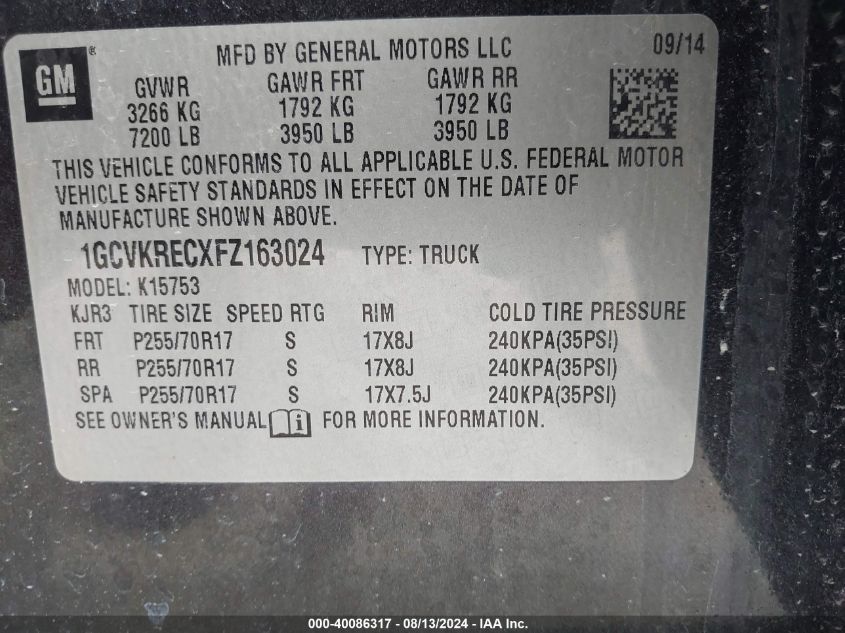 GM ® MFD BY GENERAL MOTORS LLC 09/14
GVWR GAWR FRT GAWR RR
3266 KG 1792 KG 1792 KG
7200 LB 3950 LB 3950 LB
THIS VEHICLE CONFORMS TO ALL APPLICABLE U.S. FEDERAL MOTOR
VEHICLE SAFETY STANDARDS IN EFFECT ON THE DATE OF
MANUFACTURE SHOWN ABOVE.
1GCVKRECXFZ163024 TYPE: TRUCK
MODEL: K15753
KJR3 TIRE SIZE SPEED RTG RIM COLD TIRE PRESSURE
FRT P255/70R17 S 17X8J 240KPA(35PSI)
RR P255/70R17 S 17X8J 240KPA(35PSI)
SPA P255/70R17 S 17X7.5J 240KPA(35PSI)
SEE OWNER'S MANUAL i FOR MORE INFORMATION.
000-40086317 - 08/13/2024 - IAA Inc.